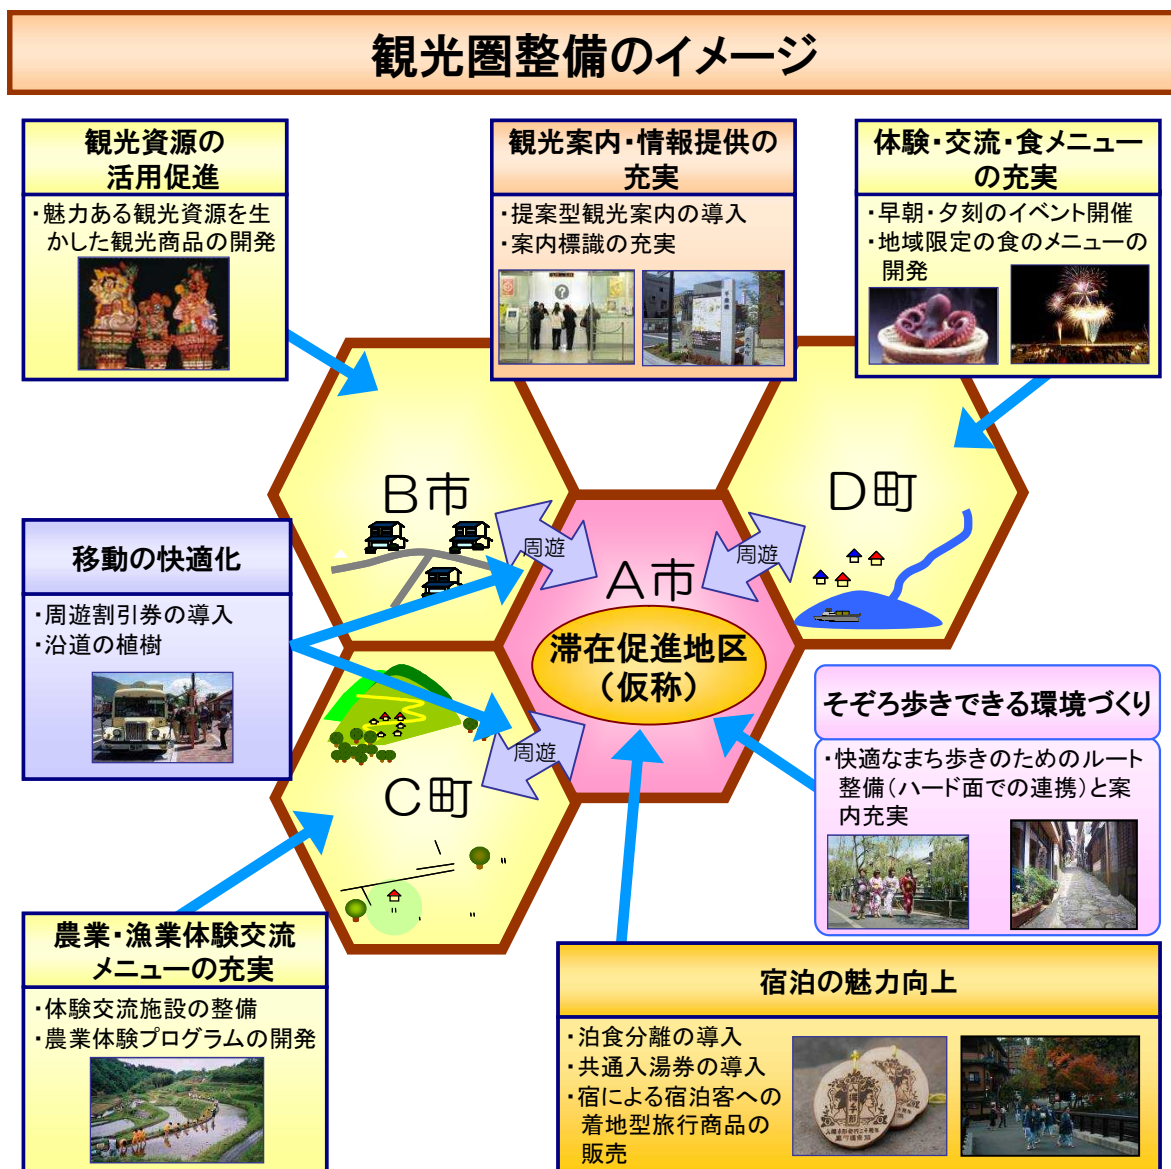 観光圏整備のイメージ
観光資源の
活用促進
・魅力ある観光資源を生
かした観光商品の開発
観光案内・情報提供の
充実
・提案型観光案内の導入
・案内標識の充実
体験・交流・食メニュー
の充実
・早朝・夕刻のイベント開催
・地域限定の食のメニューの
開発
B市
D町
周遊
周遊
A市
滞在促進地区
（仮称）
移動の快適化
・周遊割引券の導入
・沿道の植樹
そぞろ歩きできる環境づくり
・快適なまち歩きのためのルート
整備（ハード面での連携）と案
内充実
周遊
C町
農業・漁業体験交流
メニューの充実
・体験交流施設の整備
・農業体験プログラムの開発
宿泊の魅力向上
・泊食分離の導入
・共通入湯券の導入
・宿による宿泊客への
着地型旅行商品の
販売